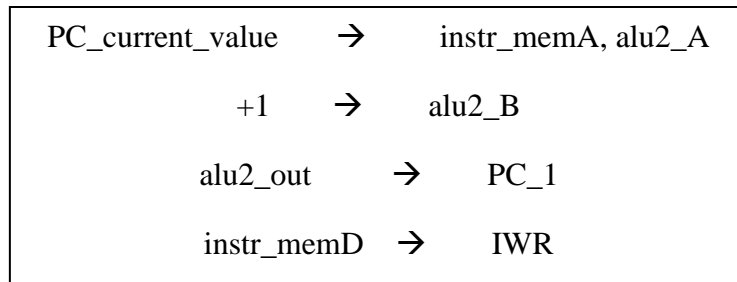 PC_current_value → instr_memA, alu2_A
+1 → alu2_B
alu2_out → PC_1
instr_memD → IWR